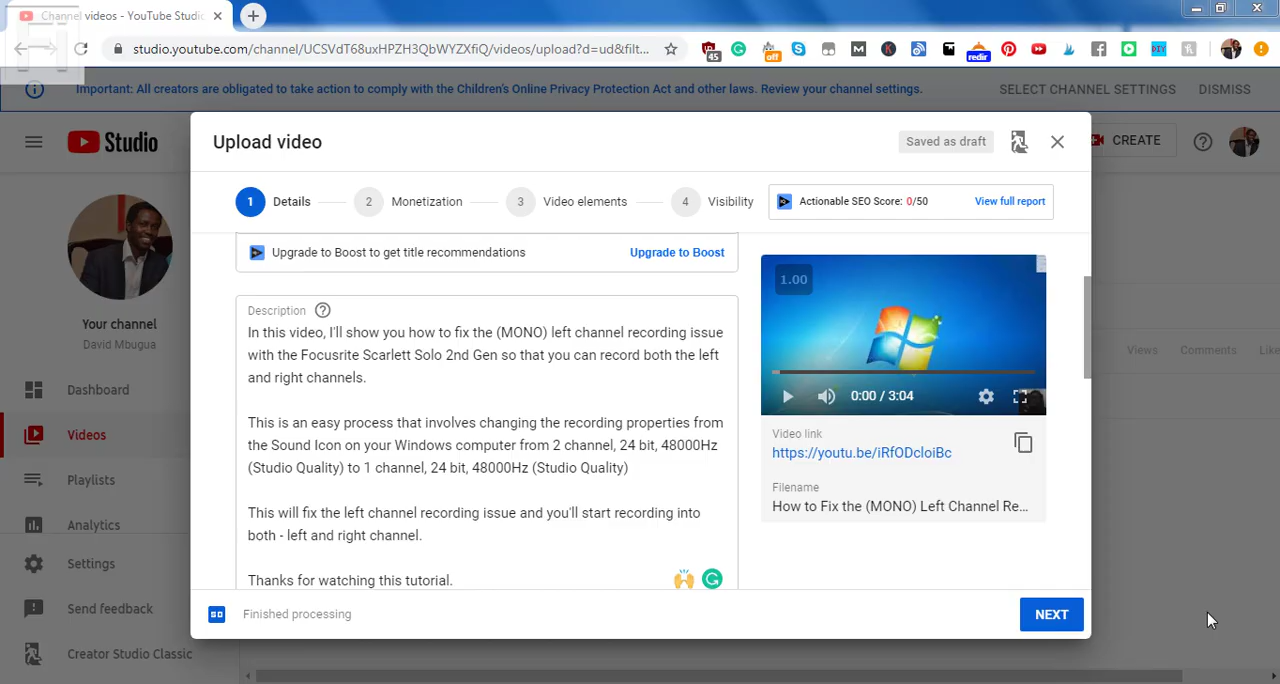 Channel videos - YouTube Studio
studio.youtube.com/channel/UCSVdT68uxHPZH3QbWYZXfiQ/videos/upload?d=ud&filt...
45
off
M
K
redir
DIY
Important: All creators are obligated to take action to comply with the Children's Online Privacy Protection Act and other laws. Review your channel settings.
SELECT CHANNEL SETTINGS
DISMISS
Studio
CREATE
Your channel
David Mbugua
Dashboard
Videos
Playlists
Analytics
Settings
Send feedback
Creator Studio Classic
Views
Comments
Like
Upload video
Saved as draft
1 Details
2 Monetization
3 Video elements
4 Visibility
Actionable SEO Score: 0/50
View full report
Upgrade to Boost to get title recommendations
Upgrade to Boost
Description
In this video, I'll show you how to fix the (MONO) left channel recording issue
with the Focusrite Scarlett Solo 2nd Gen so that you can record both the left
and right channels.
This is an easy process that involves changing the recording properties from
the Sound Icon on your Windows computer from 2 channel, 24 bit, 48000Hz
(Studio Quality) to 1 channel, 24 bit, 48000Hz (Studio Quality)
This will fix the left channel recording issue and you'll start recording into
both - left and right channel.
Thanks for watching this tutorial.
1.00
0:00 / 3:04
Video link
https://youtu.be/iRfODcloiBc
Filename
How to Fix the (MONO) Left Channel Re...
SD
Finished processing
NEXT